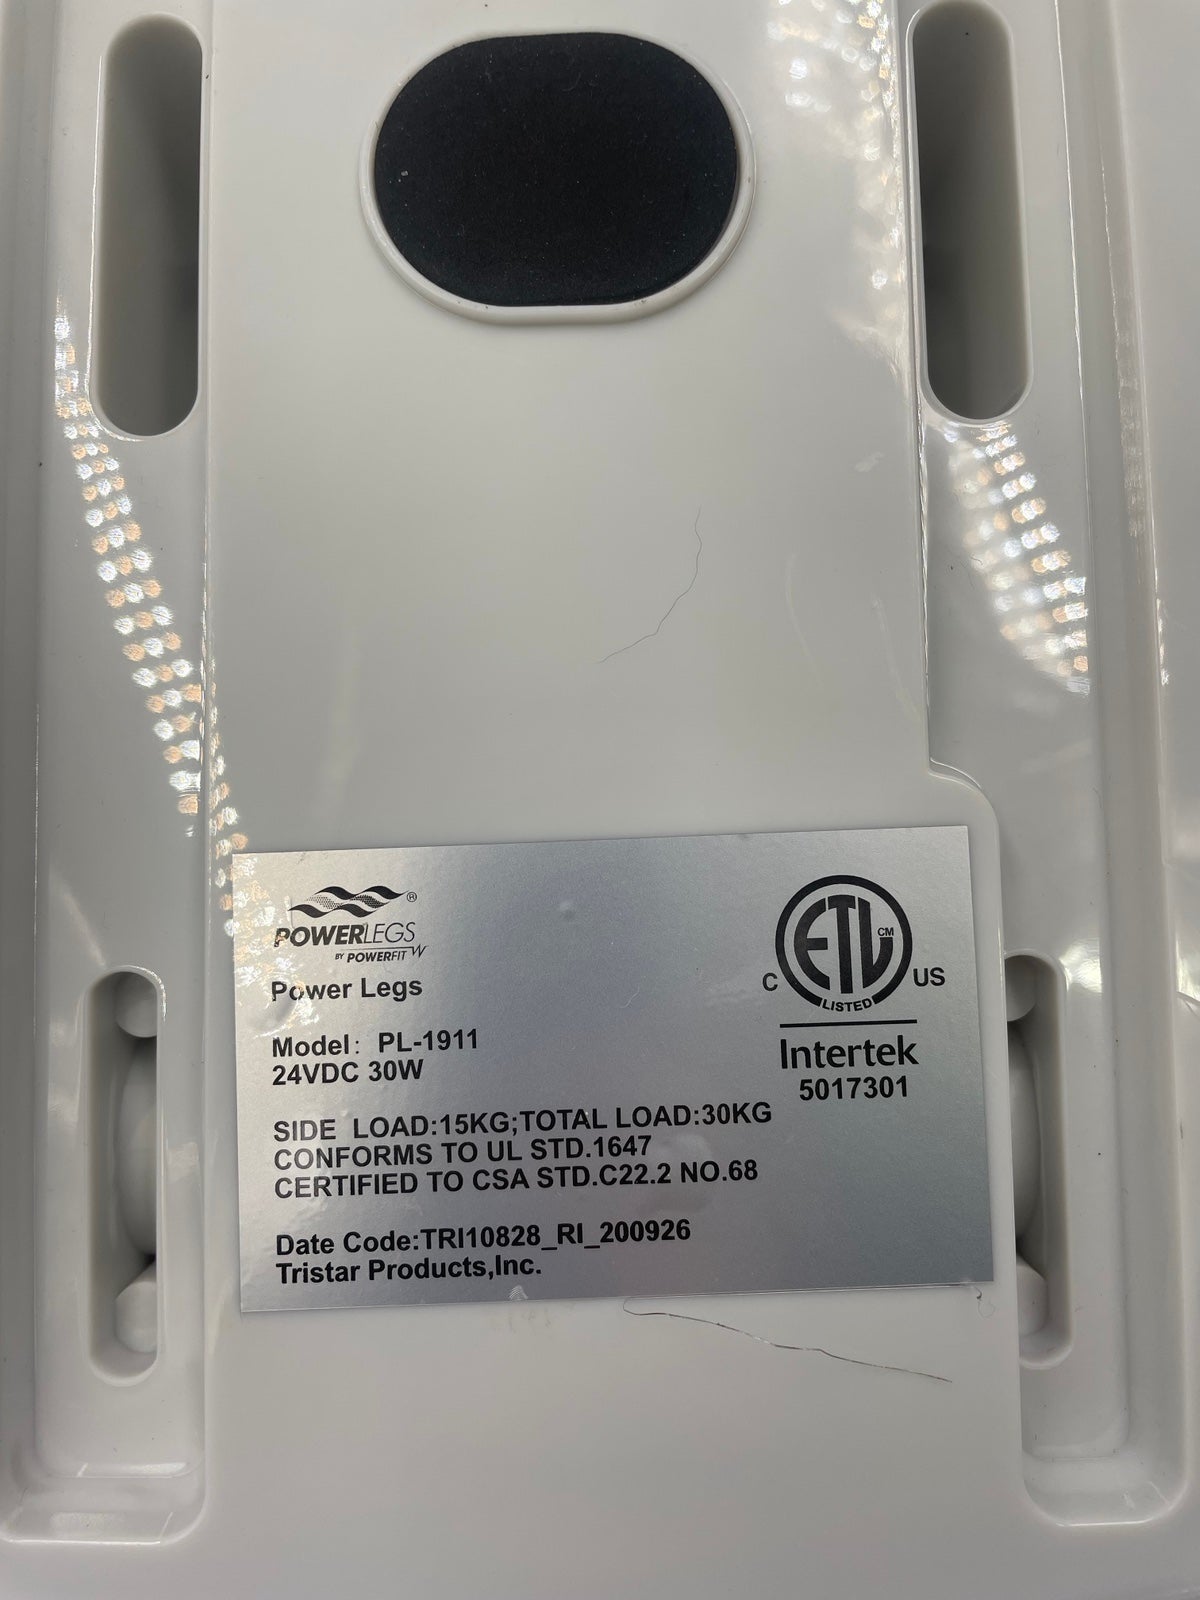 ®
POWERLEGS
BY POWERFIT
Power Legs
Model: PL-1911
24VDC 30W
SIDE LOAD:15KG;TOTAL LOAD:30KG
CONFORMS TO UL STD.1647
CERTIFIED TO CSA STD.C22.2 NO.68
Date Code:TRI10828_RI_200926
Tristar Products,Inc.
ETL CM
LISTED
C US
Intertek
5017301